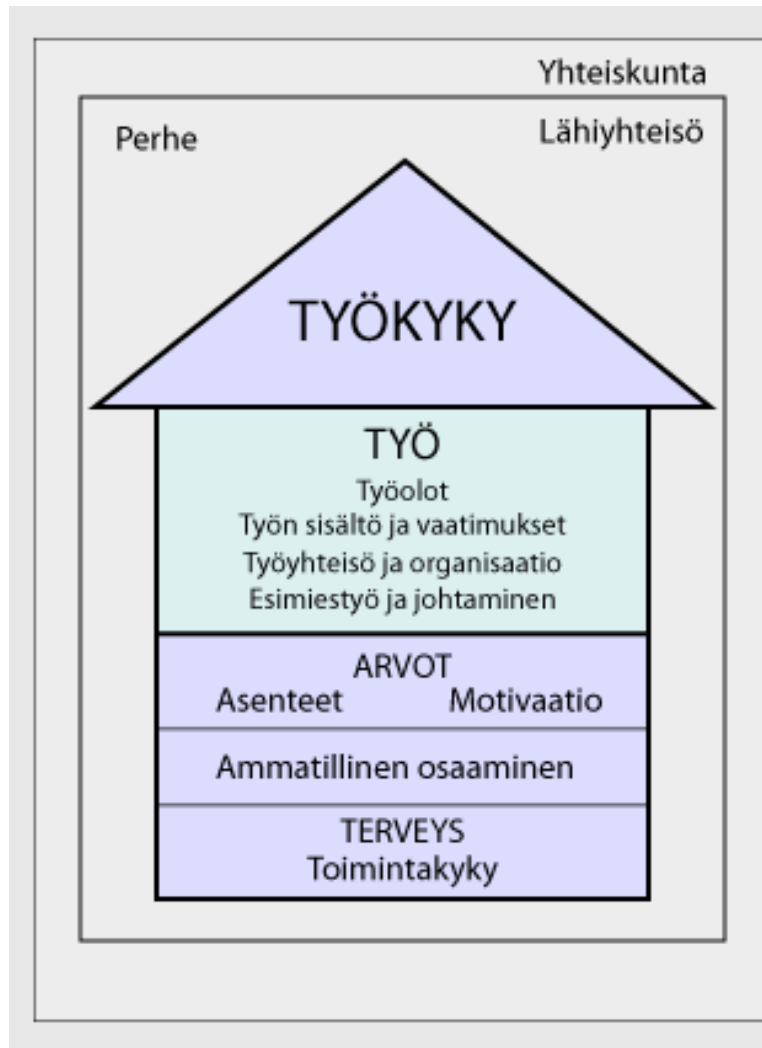 Yhteiskunta
Perhe
Lähiyhteisö
TYÖKYKY
TYÖ
Työolot
Työn sisältö ja vaatimukset
Työyhteisö ja organisaatio
Esimiestyö ja johtaminen
ARVOT
Asenteet Motivaatio
Ammatillinen osaaminen
TERVEYS
Toimintakyky